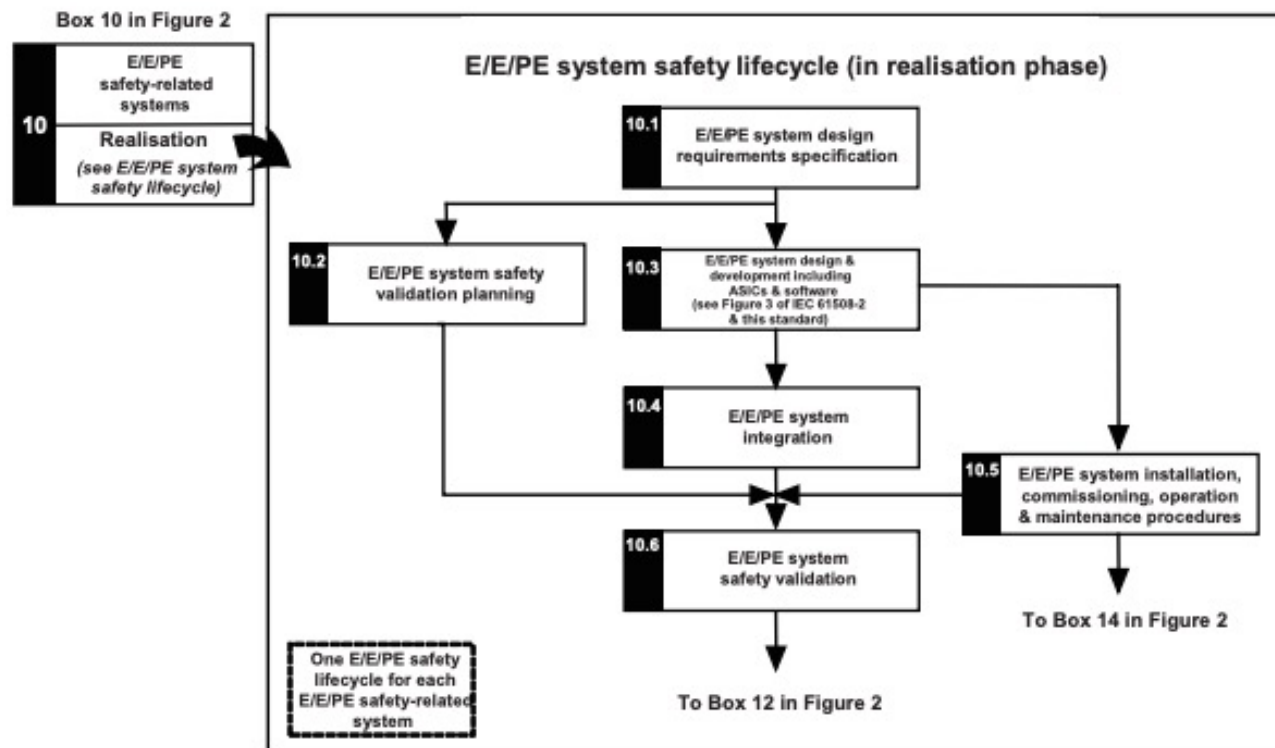 Box 10 in Figure 2
10
E/E/PE
safety-related
systems
Realisation
(see E/E/PE system
safety lifecycle)
E/E/PE system safety lifecycle (in realisation phase)
10.1
E/E/PE system design
requirements specification
10.2
E/E/PE system safety
validation planning
10.3
E/E/PE system design &
development including
ASICs & software
(see Figure 3 of IEC 61508-2
& this standard)
10.4
E/E/PE system
integration
10.5
E/E/PE system installation,
commissioning, operation
& maintenance procedures
10.6
E/E/PE system
safety validation
To Box 14 in Figure 2
One E/E/PE safety
lifecycle for each
E/E/PE safety-related
system
To Box 12 in Figure 2